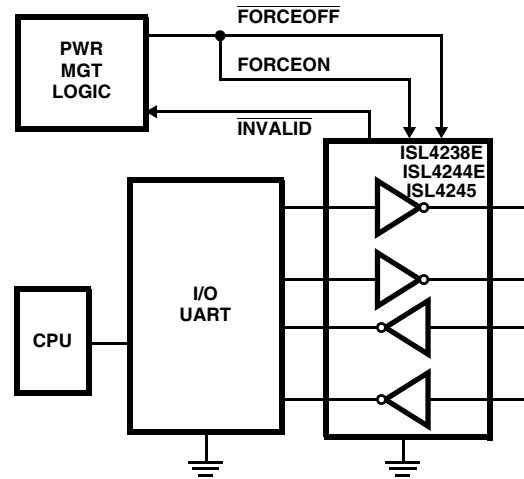 FORCEOFF
PWR
MGT
LOGIC
FORCEON
INVALID
ISL4238E
ISL4244E
ISL4245
I/O
UART
CPU